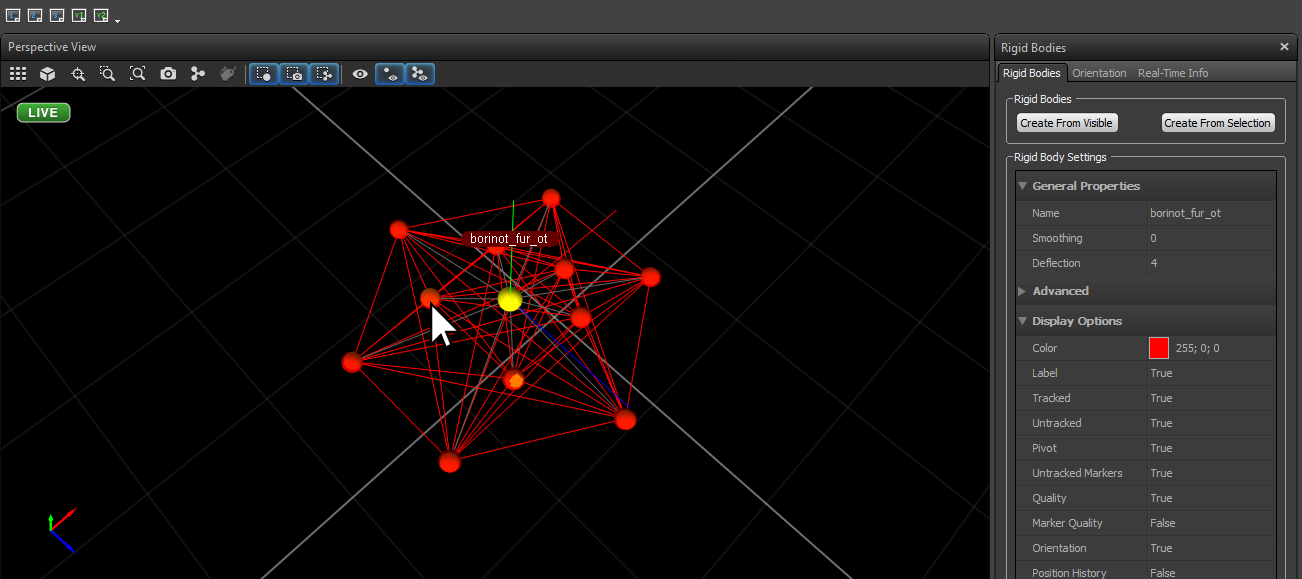 Perspective View
LIVE
borinot_fur_ot
Rigid Bodies
Rigid Bodies Orientation Real-Time Info
Rigid Bodies
Create From Visible Create From Selection
Rigid Body Settings
General Properties
Name borinot_fur_ot
Smoothing 0
Deflection 4
Advanced
Display Options
Color 255; 0; 0
Label True
Tracked True
Untracked True
Pivot True
Untracked Markers True
Quality True
Marker Quality False
Orientation True
Position History False